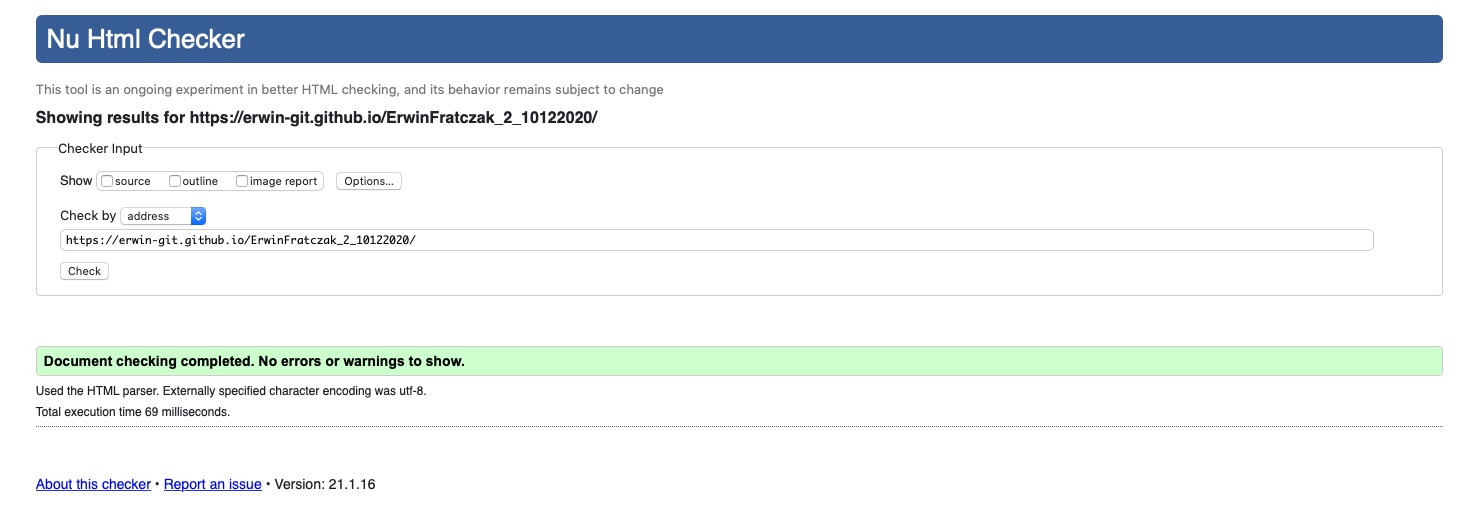 Nu Html Checker
This tool is an ongoing experiment in better HTML checking, and its behavior remains subject to change
Showing results for https://erwin-git.github.io/ErwinFratczak_2_10122020/
Checker Input
Show source outline image report Options...
Check by address
https://erwin-git.github.io/ErwinFratczak_2_10122020/
Check
Document checking completed. No errors or warnings to show.
Used the HTML parser. Externally specified character encoding was utf-8.
Total execution time 69 milliseconds.
About this checker • Report an issue • Version: 21.1.16